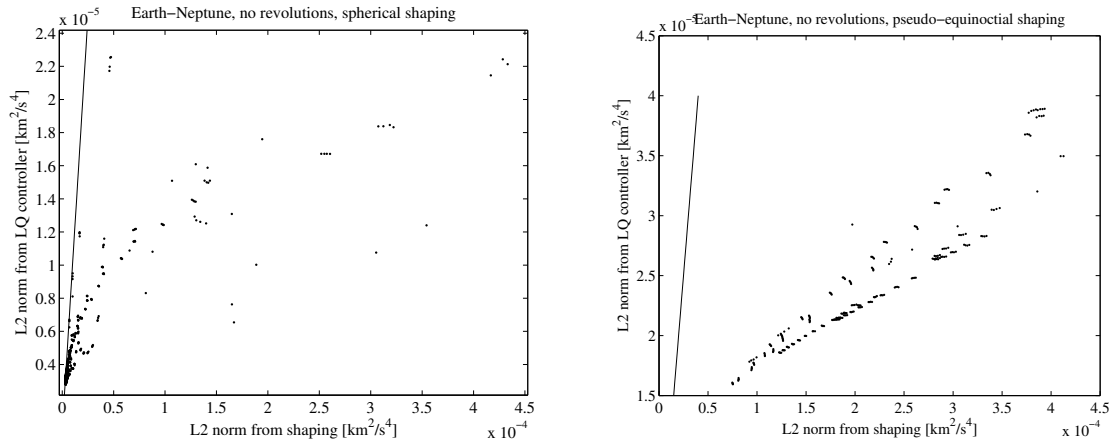 x 10⁻⁵
Earth−Neptune, no revolutions, spherical shaping
2.4
2.2
2
1.8
1.6
1.4
1.2
1
0.8
0.6
0.4
L2 norm from LQ controller [km²/s⁴]
0 0.5 1 1.5 2 2.5 3 3.5 4 4.5
L2 norm from shaping [km²/s⁴]
x 10⁻⁴
x 10⁻⁵
Earth−Neptune, no revolutions, pseudo−equinoctial shaping
4.5
4
3.5
3
2.5
2
1.5
L2 norm from LQ controller [km²/s⁴]
0 0.5 1 1.5 2 2.5 3 3.5 4 4.5
L2 norm from shaping [km²/s⁴]
x 10⁻⁴